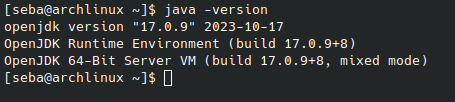 [seba@archlinux ~]$ java -version
openjdk version "17.0.9" 2023-10-17
OpenJDK Runtime Environment (build 17.0.9+8)
OpenJDK 64-Bit Server VM (build 17.0.9+8, mixed mode)
[seba@archlinux ~]$